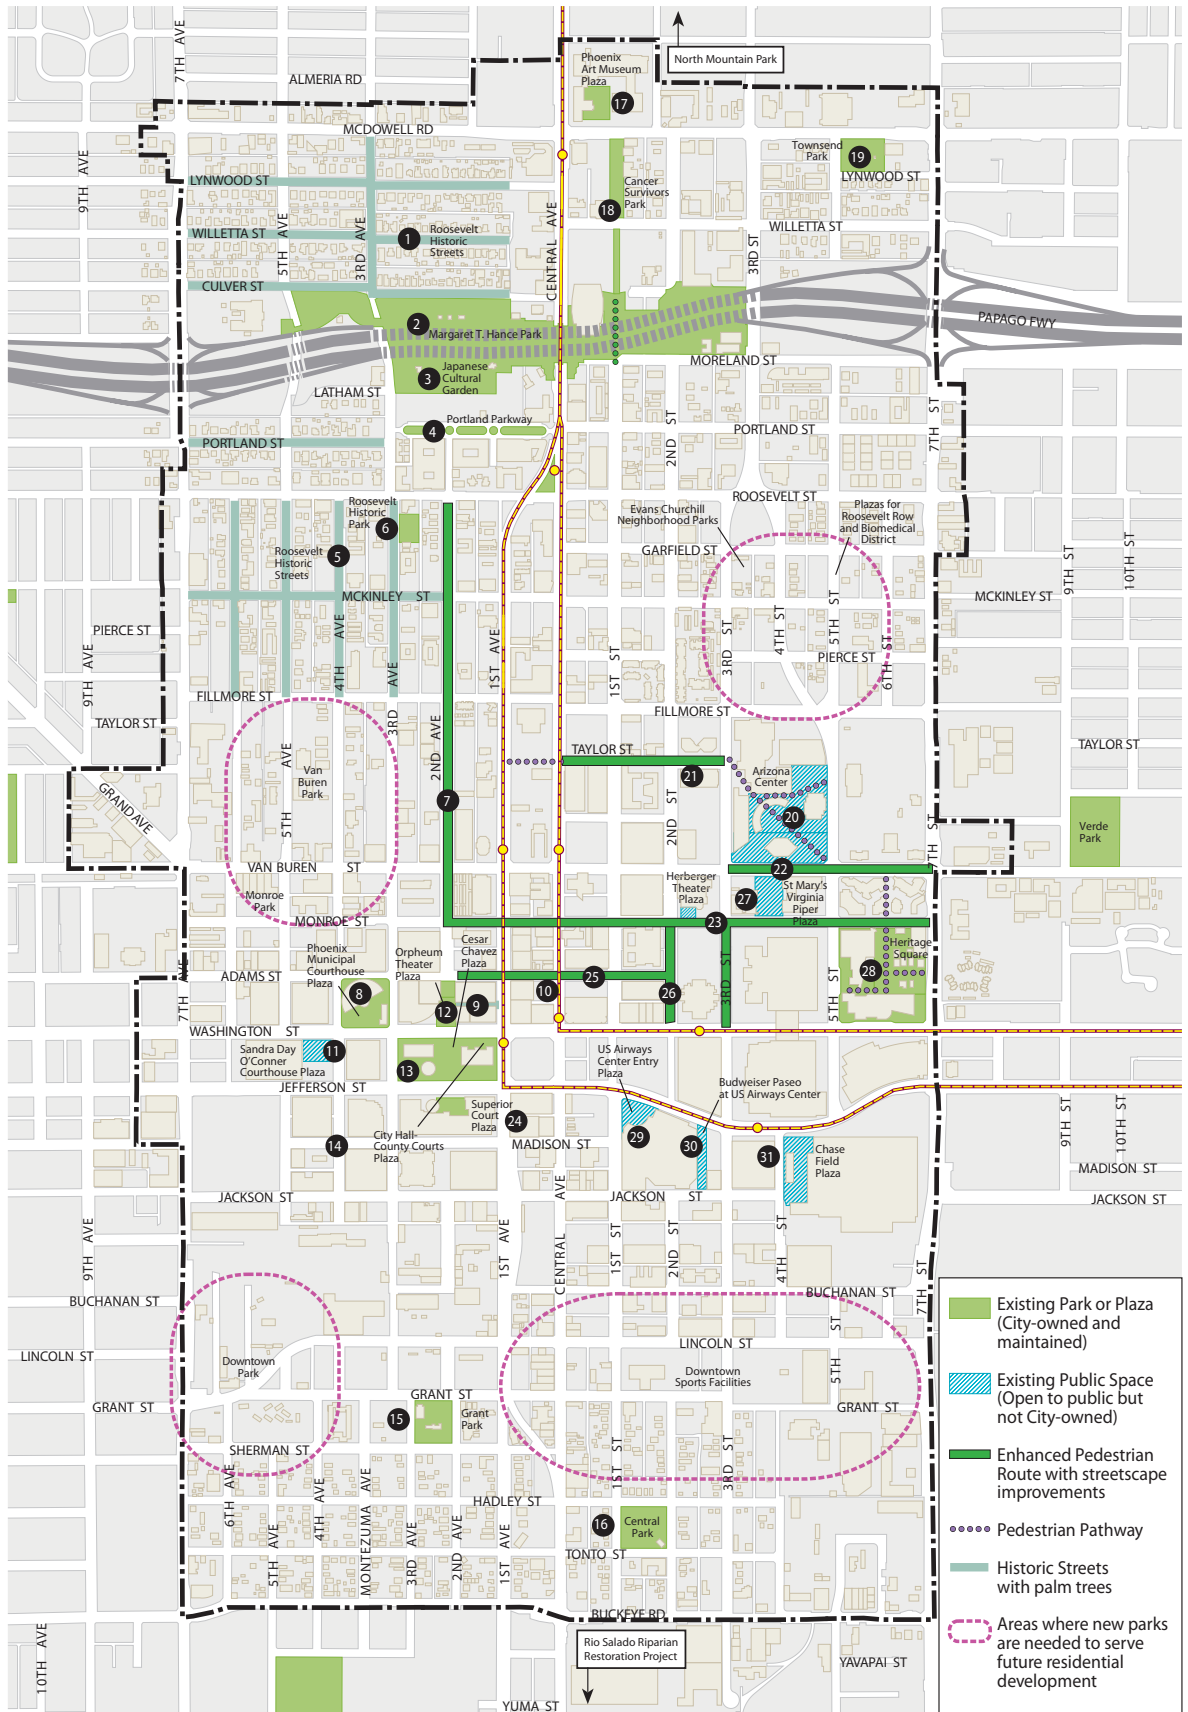 7TH AVE
ALMERIA RD
Phoenix
Art Museum
Plaza
17
North Mountain Park
MCDOWELL RD
9TH AVE
LYNWOOD ST
5TH AVE
3RD AVE
WILLETTA ST
1
Roosevelt
Historic
Streets
CULVER ST
CENTRAL AVE
Cancer
Survivors
Park
18
Townsend
Park
19
LYNWOOD ST
WILLETTA ST
3RD ST
2
Margaret T. Hance Park
PAPAGO FWY
3
Japanese
Cultural
Garden
MORELAND ST
LATHAM ST
Portland Parkway
4
PORTLAND ST
2ND ST
PORTLAND ST
7TH ST
ROOSEVELT ST
Roosevelt
Historic
Park
6
Evans Churchill
Neighborhood Parks
Plazas for
Roosevelt Row
and Biomedical
District
GARFIELD ST
Roosevelt
Historic
Streets
5
MCKINLEY ST
MCKINLEY ST
9TH ST
10TH ST
PIERCE ST
9TH AVE
4TH AVE
3RD AVE
1ST AVE
1ST ST
3RD ST
4TH ST
5TH ST
6TH ST
PIERCE ST
FILLMORE ST
FILLMORE ST
TAYLOR ST
TAYLOR ST
TAYLOR ST
2ND AVE
5TH AVE
Van
Buren
Park
7
21
2ND ST
Arizona
Center
20
GRAND AVE
7TH ST
Verde
Park
VAN BUREN ST
22
Monroe
Park
MONROE ST
Herberger
Theater
Plaza
27
St Mary's
Virginia
Piper
Plaza
23
Phoenix
Municipal
Courthouse
Plaza
Orpheum
Theater
Plaza
Cesar
Chavez
Plaza
Heritage
Square
ADAMS ST
7TH AVE
8
25
3RD ST
5TH ST
28
12
9
10
26
WASHINGTON ST
Sandra Day
O'Conner
Courthouse Plaza
11
13
US Airways
Center Entry
Plaza
Budweiser Paseo
at US Airways Center
JEFFERSON ST
Superior
Court
Plaza
24
City Hall-
County Courts
Plaza
14
MADISON ST
29
30
31
Chase
Field
Plaza
9TH ST
10TH ST
MADISON ST
JACKSON ST
JACKSON ST
JACKSON ST
9TH AVE
1ST AVE
CENTRAL AVE
1ST ST
2ND ST
4TH ST
7TH ST
BUCHANAN ST
BUCHANAN ST
LINCOLN ST
LINCOLN ST
5TH ST
Downtown
Park
Downtown
Sports Facilities
GRANT ST
GRANT ST
GRANT ST
15
Grant
Park
SHERMAN ST
6TH AVE
5TH AVE
4TH AVE
MONTEZUMA AVE
3RD AVE
2ND AVE
1ST AVE
1ST ST
3RD ST
HADLEY ST
16
Central
Park
TONTO ST
BUCKEYE RD
10TH AVE
Rio Salado Riparian
Restoration Project
YAVAPAI ST
YUMA ST
Existing Park or Plaza
(City-owned and
maintained)
Existing Public Space
(Open to public but
not City-owned)
Enhanced Pedestrian
Route with streetscape
improvements
Pedestrian Pathway
Historic Streets
with palm trees
Areas where new parks
are needed to serve
future residential
development